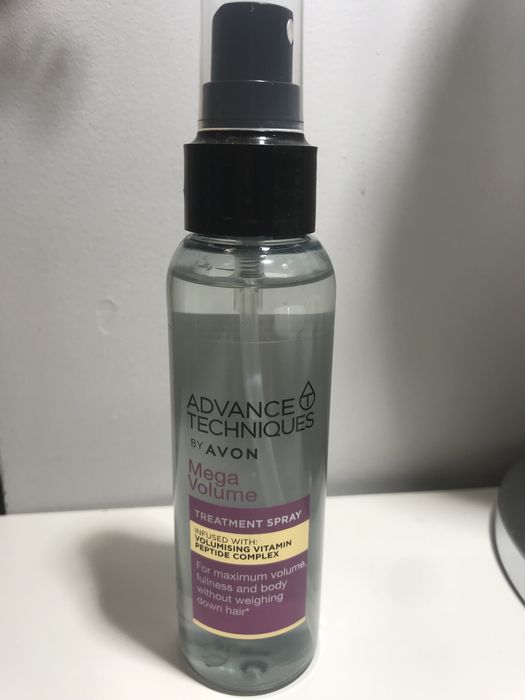 ADVANCE
TECHNIQUES
BY AVON
Mega
Volume
TREATMENT SPRAY
INFUSED WITH:
VOLUMISING VITAMIN
PEPTIDE COMPLEX
For maximum volume,
fullness and body
without weighing
down hair*